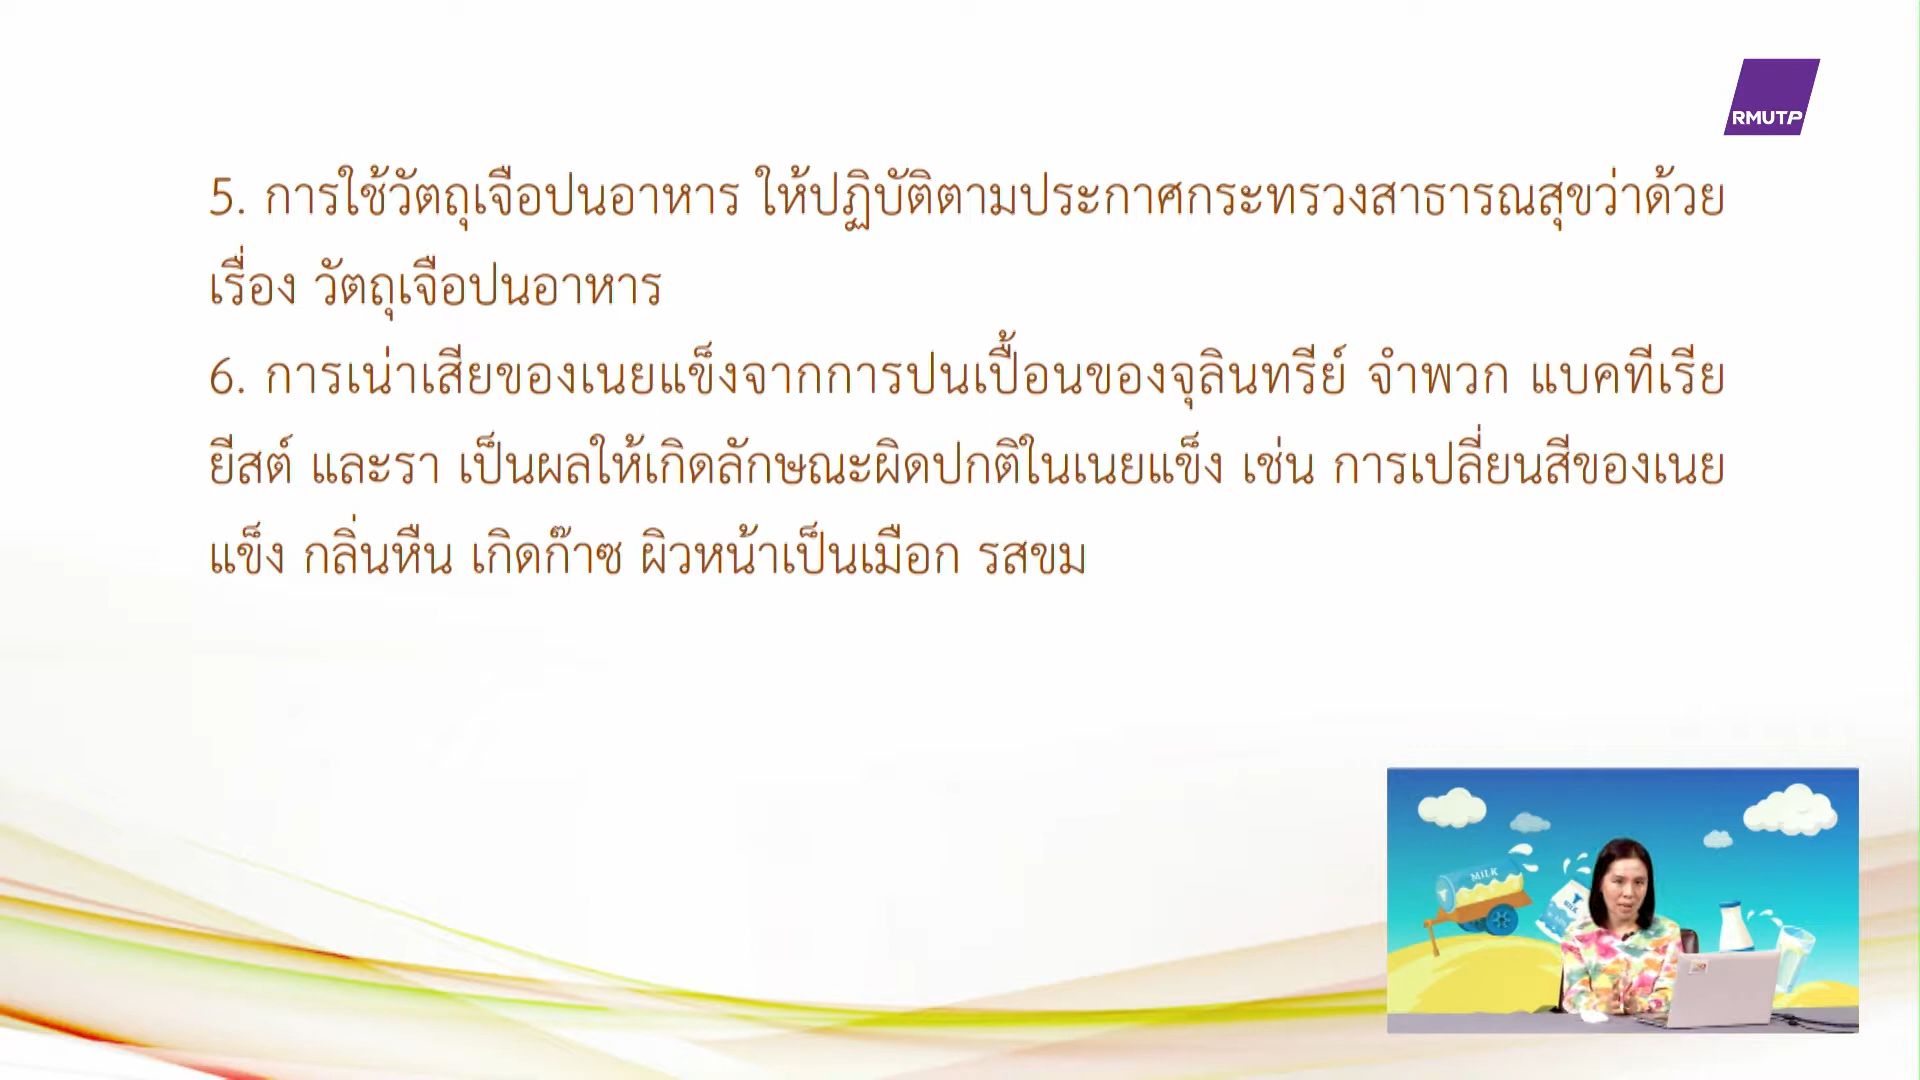 RMUTP
5. การใช้วัตถุเจือปนอาหาร ให้ปฏิบัติตามประกาศกระทรวงสาธารณสุขว่าด้วย
เรื่อง วัตถุเจือปนอาหาร
6. การเน่าเสียของเนยแข็งจากการปนเปื้อนของจุลินทรีย์ จำพวก แบคทีเรีย
ยีสต์ และรา เป็นผลให้เกิดลักษณะผิดปกติในเนยแข็ง เช่น การเปลี่ยนสีของเนย
แข็ง กลิ่นหืน เกิดก๊าซ ผิวหน้าเป็นเมือก รสขม
MILK
MILK